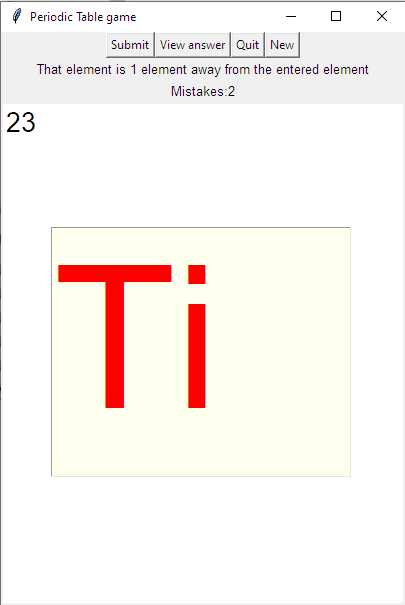 Periodic Table game
Submit View answer Quit New
That element is 1 element away from the entered element
Mistakes:2
23
Ti